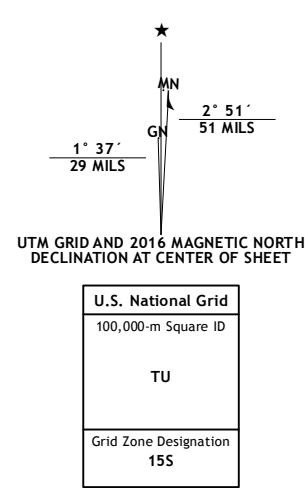 ★
MN
GN
2° 51´
51 MILS
1° 37´
29 MILS
UTM GRID AND 2016 MAGNETIC NORTH
DECLINATION AT CENTER OF SHEET
U.S. National Grid
100,000-m Square ID
TU
Grid Zone Designation
15S